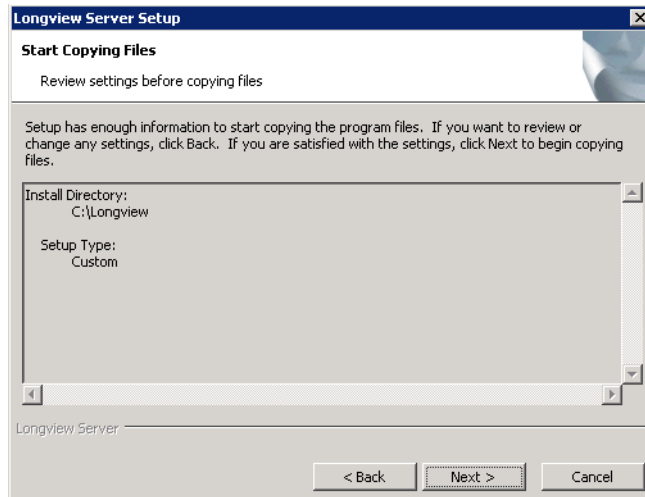 Longview Server Setup
Start Copying Files
Review settings before copying files
Setup has enough information to start copying the program files. If you want to review or
change any settings, click Back. If you are satisfied with the settings, click Next to begin copying
files.
Install Directory:
C:\Longview
Setup Type:
Custom
Longview Server
< Back
Next >
Cancel